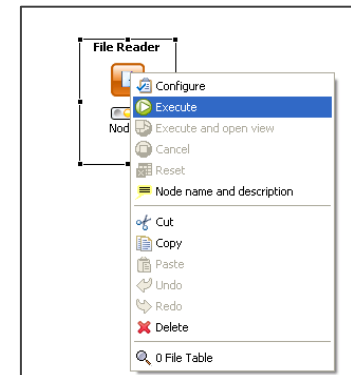 File Reader
Nod
Configure
Execute
Execute and open view
Cancel
Reset
Node name and description
Cut
Copy
Paste
Undo
Redo
Delete
0 File Table